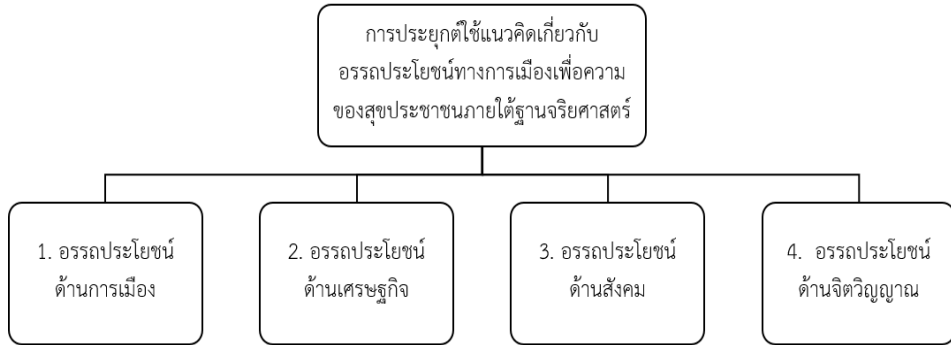 การประยุกต์ใช้แนวคิดเกี่ยวกับ
อรรถประโยชน์ทางการเมืองเพื่อความ
ของสุขประชาชนภายใต้ฐานจริยศาสตร์
1. อรรถประโยชน์
ด้านการเมือง
2. อรรถประโยชน์
ด้านเศรษฐกิจ
3. อรรถประโยชน์
ด้านสังคม
4. อรรถประโยชน์
ด้านจิตวิญญาณ